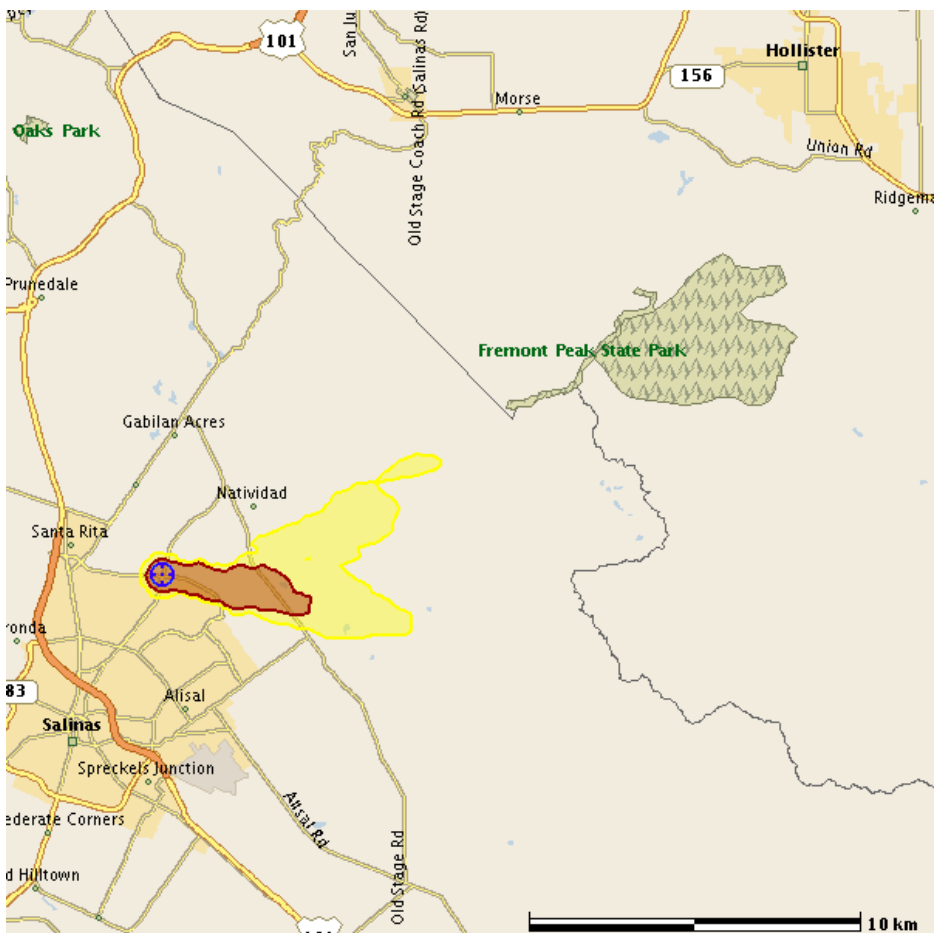 101
San Ju
Old Stage Coach Rd (Salinas Rd)
Hollister
156
Morse
Oaks Park
Union Rd
Ridgema
Prunedale
Fremont Peak State Park
Gabilan Acres
Natividad
Santa Rita
ronda
83
Alisal
Salinas
Spreckels Junction
ederate Corners
Alisal Rd
Old Stage Rd
d Hilltown
10 km